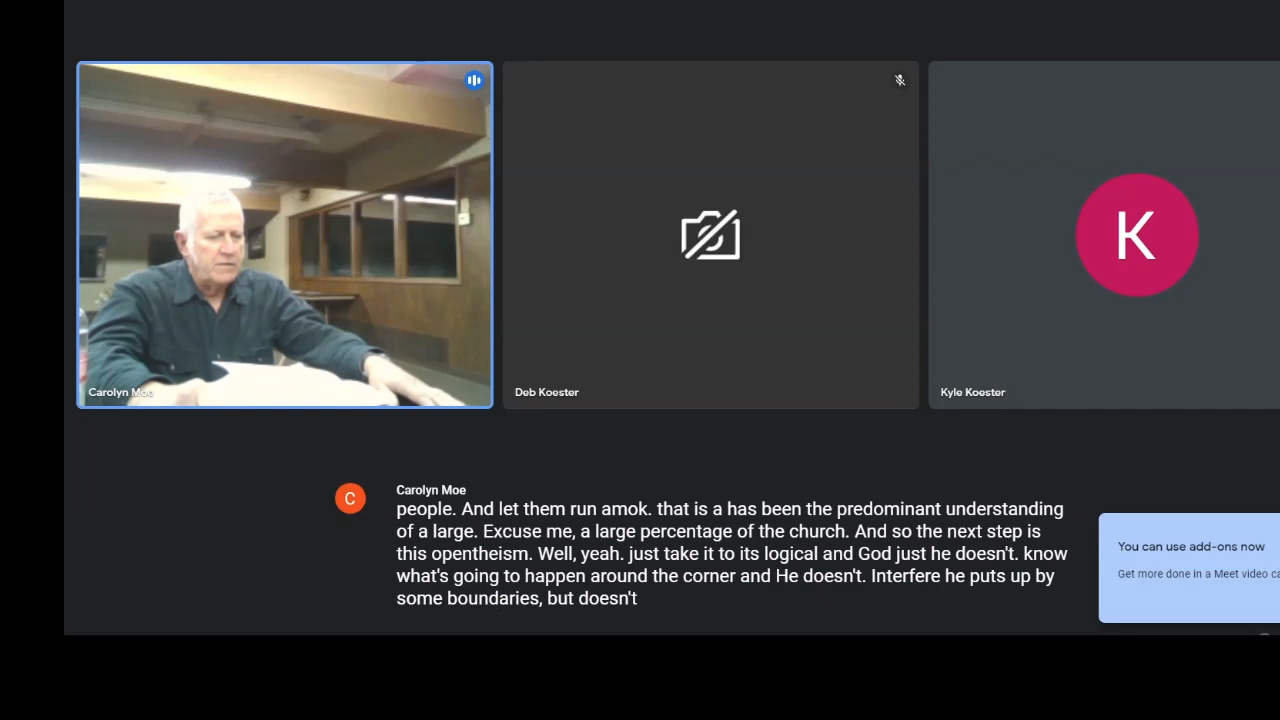 K
Carolyn Moe
Deb Koester
Kyle Koester
C
Carolyn Moe
people. And let them run amok. that is a has been the predominant understanding
of a large. Excuse me, a large percentage of the church. And so the next step is
this opentheism. Well, yeah. just take it to its logical and God just he doesn't. know
what's going to happen around the corner and He doesn't. Interfere he puts up by
some boundaries, but doesn't
You can use add-ons now
Get more done in a Meet video